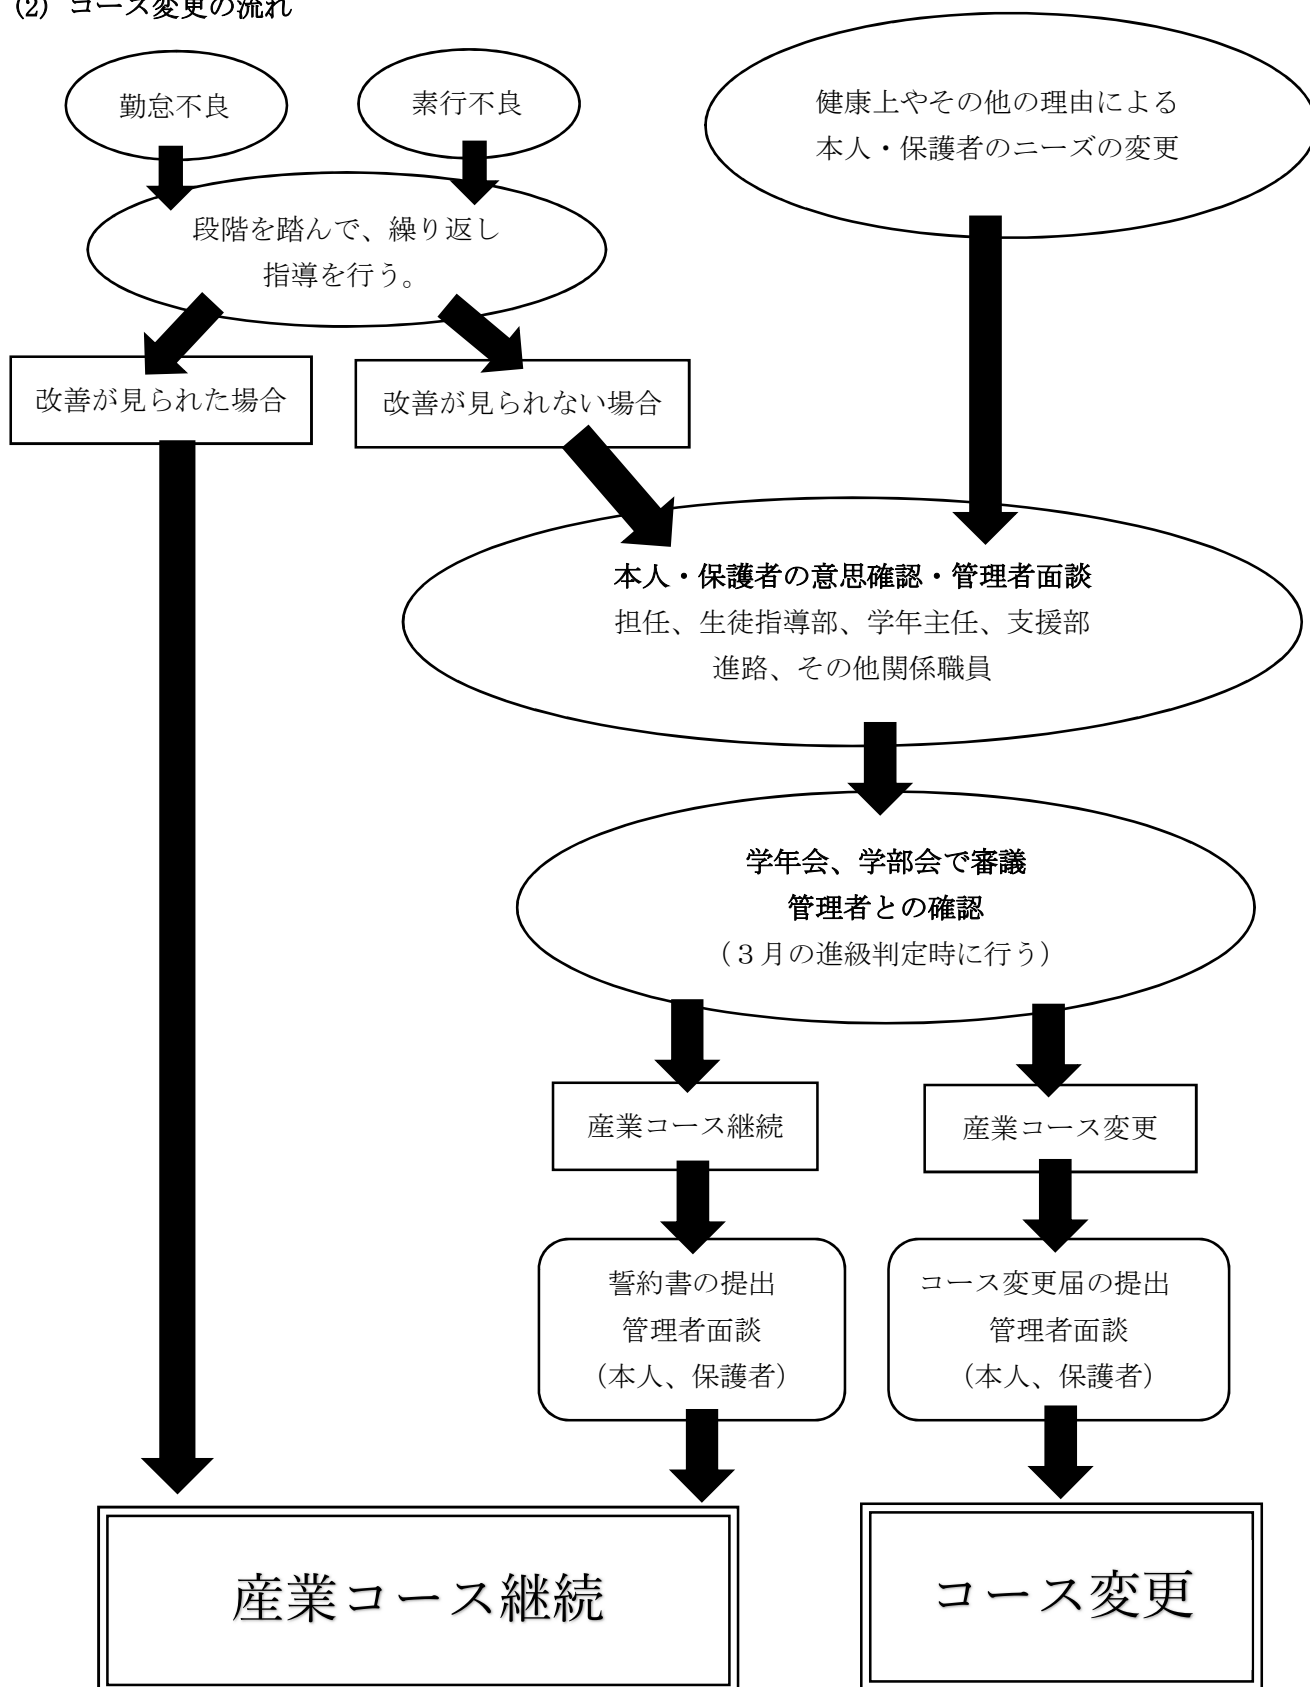 (2) コース変更の流れ
勤怠不良
素行不良
健康上やその他の理由による
本人・保護者のニーズの変更
段階を踏んで、繰り返し
指導を行う。
改善が見られた場合
改善が見られない場合
本人・保護者の意思確認・管理者面談
担任、生徒指導部、学年主任、支援部
進路、その他関係職員
学年会、学部会で審議
管理者との確認
（３月の進級判定時に行う）
産業コース継続
産業コース変更
誓約書の提出
管理者面談
（本人、保護者）
コース変更届の提出
管理者面談
（本人、保護者）
産業コース継続
コース変更